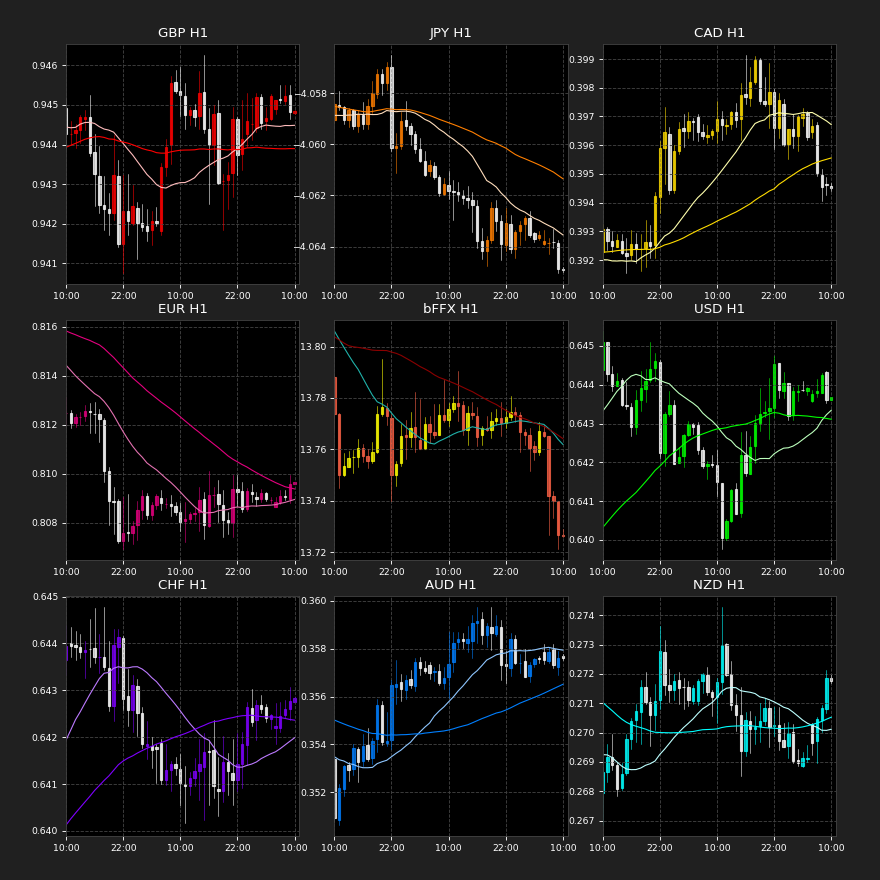 GBP H1
0.946
0.945
0.944
0.943
0.942
0.941
10:00 22:00 10:00 22:00 10:00
JPY H1
−4.058
−4.060
−4.062
−4.064
10:00 22:00 10:00 22:00 10:00
CAD H1
0.399
0.398
0.397
0.396
0.395
0.394
0.393
0.392
10:00 22:00 10:00 22:00 10:00
EUR H1
0.816
0.814
0.812
0.810
0.808
10:00 22:00 10:00 22:00 10:00
bFFX H1
13.80
13.78
13.76
13.74
13.72
10:00 22:00 10:00 22:00 10:00
USD H1
0.645
0.644
0.643
0.642
0.641
0.640
10:00 22:00 10:00 22:00 10:00
CHF H1
0.645
0.644
0.643
0.642
0.641
0.640
10:00 22:00 10:00 22:00 10:00
AUD H1
0.360
0.358
0.356
0.354
0.352
10:00 22:00 10:00 22:00 10:00
NZD H1
0.274
0.273
0.272
0.271
0.270
0.269
0.268
0.267
10:00 22:00 10:00 22:00 10:00